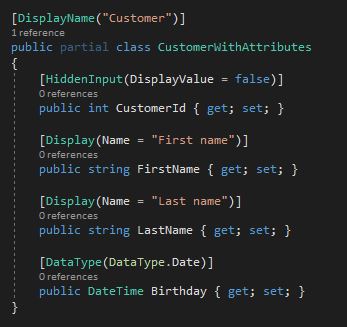 [DisplayName("Customer")]
1 reference
public partial class CustomerWithAttributes
{
[HiddenInput(DisplayValue = false)]
0 references
public int CustomerId { get; set; }
[Display(Name = "First name")]
0 references
public string FirstName { get; set; }
[Display(Name = "Last name")]
0 references
public string LastName { get; set; }
[DataType(DataType.Date)]
0 references
public DateTime Birthday { get; set; }
}